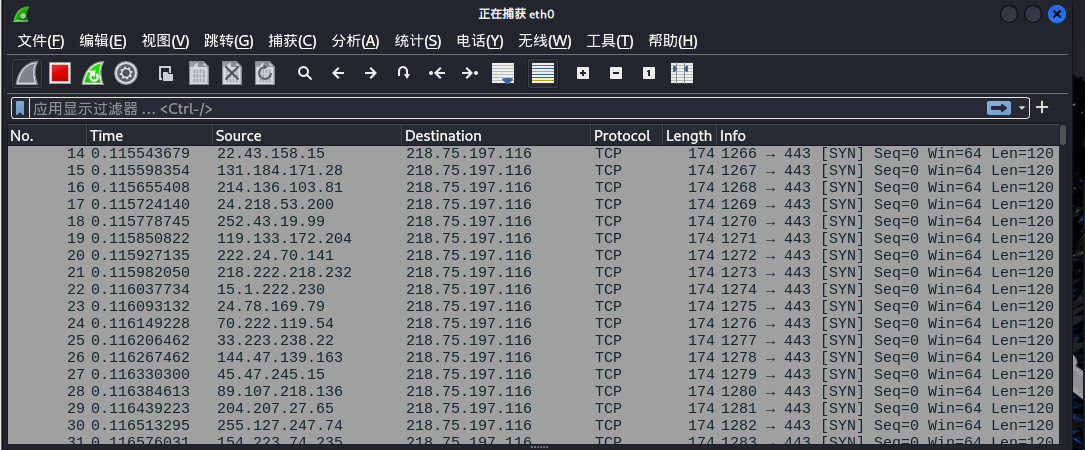 正在捕获 eth0
文件(F) 编辑(E) 视图(V) 跳转(G) 捕获(C) 分析(A) 统计(S) 电话(Y) 无线(W) 工具(T) 帮助(H)
应用显示过滤器 … <Ctrl-/>
No. Time Source Destination Protocol Length Info
14 0.115543679 22.43.158.15 218.75.197.116 TCP 174 1266 → 443 [SYN] Seq=0 Win=64 Len=120
15 0.115598354 131.184.171.28 218.75.197.116 TCP 174 1267 → 443 [SYN] Seq=0 Win=64 Len=120
16 0.115655408 214.136.103.81 218.75.197.116 TCP 174 1268 → 443 [SYN] Seq=0 Win=64 Len=120
17 0.115724140 24.218.53.200 218.75.197.116 TCP 174 1269 → 443 [SYN] Seq=0 Win=64 Len=120
18 0.115778745 252.43.19.99 218.75.197.116 TCP 174 1270 → 443 [SYN] Seq=0 Win=64 Len=120
19 0.115850822 119.133.172.204 218.75.197.116 TCP 174 1271 → 443 [SYN] Seq=0 Win=64 Len=120
20 0.115927135 222.24.70.141 218.75.197.116 TCP 174 1272 → 443 [SYN] Seq=0 Win=64 Len=120
21 0.115982050 218.222.218.232 218.75.197.116 TCP 174 1273 → 443 [SYN] Seq=0 Win=64 Len=120
22 0.116037734 15.1.222.230 218.75.197.116 TCP 174 1274 → 443 [SYN] Seq=0 Win=64 Len=120
23 0.116093132 24.78.169.79 218.75.197.116 TCP 174 1275 → 443 [SYN] Seq=0 Win=64 Len=120
24 0.116149228 70.222.119.54 218.75.197.116 TCP 174 1276 → 443 [SYN] Seq=0 Win=64 Len=120
25 0.116206462 33.223.238.22 218.75.197.116 TCP 174 1277 → 443 [SYN] Seq=0 Win=64 Len=120
26 0.116267462 144.47.139.163 218.75.197.116 TCP 174 1278 → 443 [SYN] Seq=0 Win=64 Len=120
27 0.116330300 45.47.245.15 218.75.197.116 TCP 174 1279 → 443 [SYN] Seq=0 Win=64 Len=120
28 0.116384613 89.107.218.136 218.75.197.116 TCP 174 1280 → 443 [SYN] Seq=0 Win=64 Len=120
29 0.116439223 204.207.27.65 218.75.197.116 TCP 174 1281 → 443 [SYN] Seq=0 Win=64 Len=120
30 0.116513295 255.127.247.74 218.75.197.116 TCP 174 1282 → 443 [SYN] Seq=0 Win=64 Len=120
31 0.116576031 154.223.74.235 218.75.197.116 TCP 174 1283 → 443 [SYN] Seq=0 Win=64 Len=120